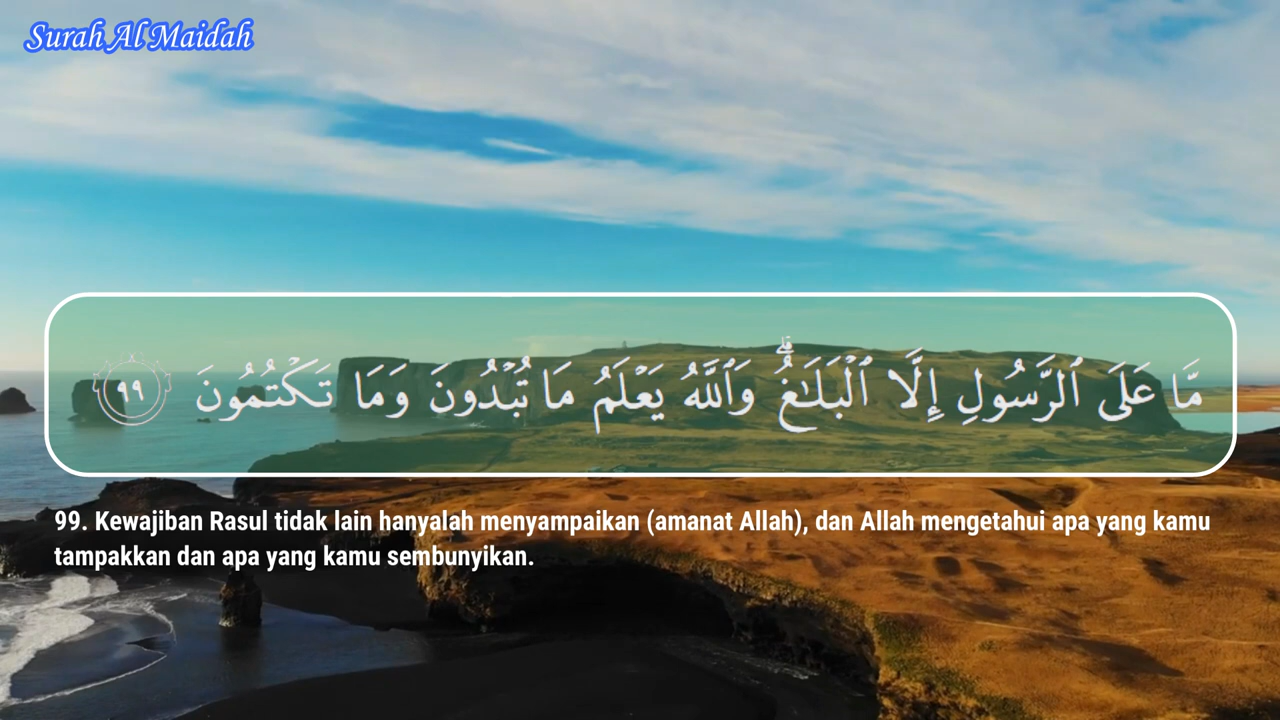 Surah Al Maidah
مَّا عَلَى ٱلرَّسُولِ إِلَّا ٱلْبَلَـٰغُ ۗ وَٱللَّهُ يَعْلَمُ مَا تُبْدُونَ وَمَا تَكْتُمُونَ ٩٩
99. Kewajiban Rasul tidak lain hanyalah menyampaikan (amanat Allah), dan Allah mengetahui apa yang kamu
tampakkan dan apa yang kamu sembunyikan.